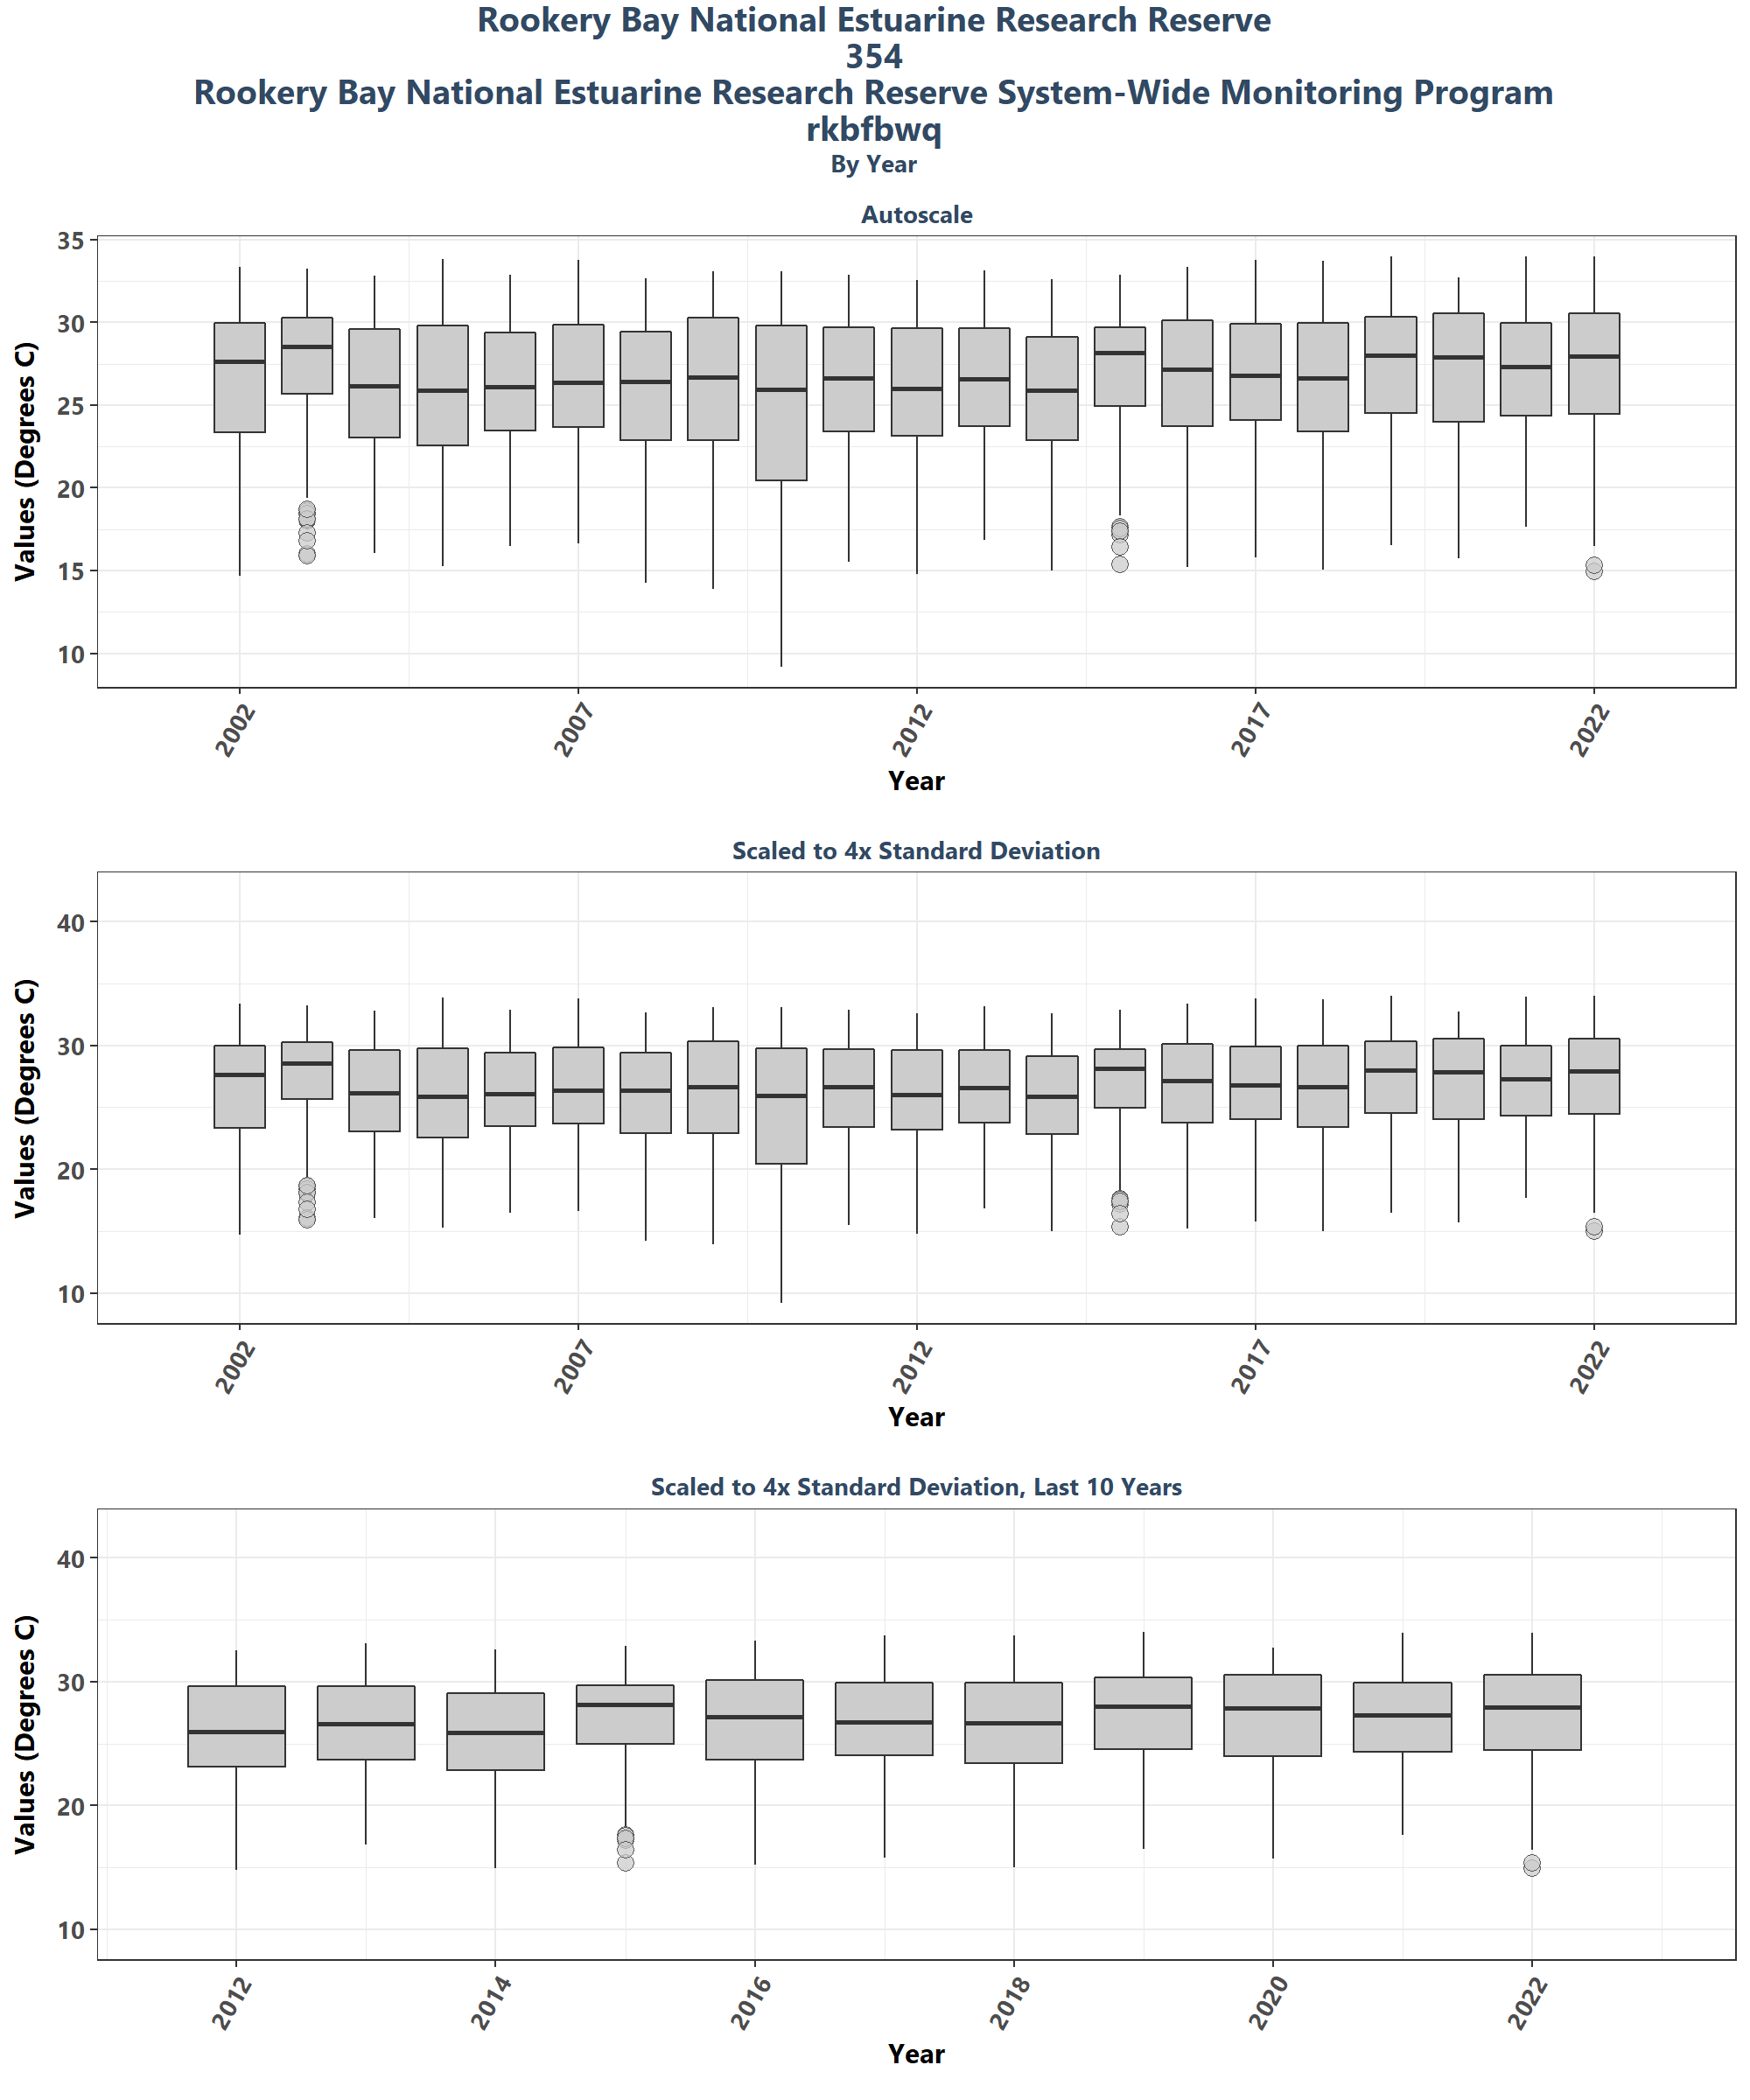 Rookery Bay National Estuarine Research Reserve
354
Rookery Bay National Estuarine Research Reserve System-Wide Monitoring Program
rkbfbwq
By Year
Autoscale
Values (Degrees C)
35
30
25
20
15
10
2002
2007
2012
2017
2022
Year
Scaled to 4x Standard Deviation
Values (Degrees C)
40
30
20
10
2002
2007
2012
2017
2022
Year
Scaled to 4x Standard Deviation, Last 10 Years
Values (Degrees C)
40
30
20
10
2012
2014
2016
2018
2020
2022
Year